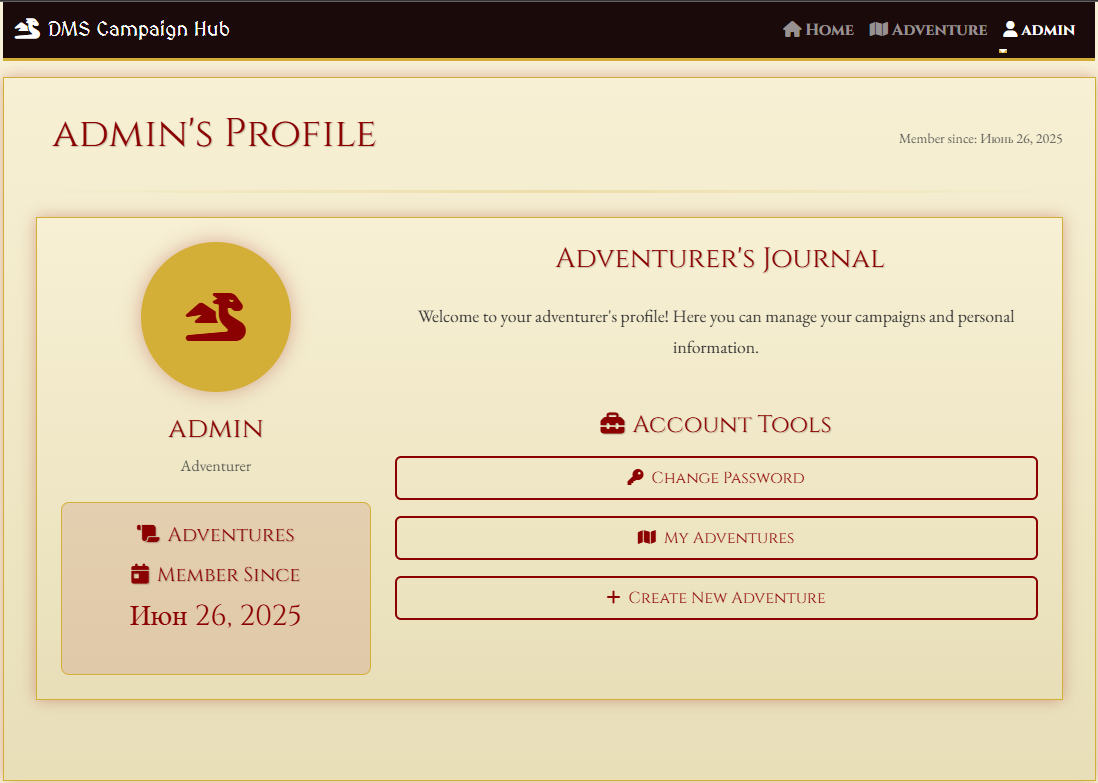 DMS Campaign Hub
Home Adventure admin
admin's Profile
Member since: Июнь 26, 2025
admin
Adventurer
Adventures
Member Since
Июн 26, 2025
Adventurer's Journal
Welcome to your adventurer's profile! Here you can manage your campaigns and personal
information.
Account Tools
Change Password
My Adventures
Create New Adventure